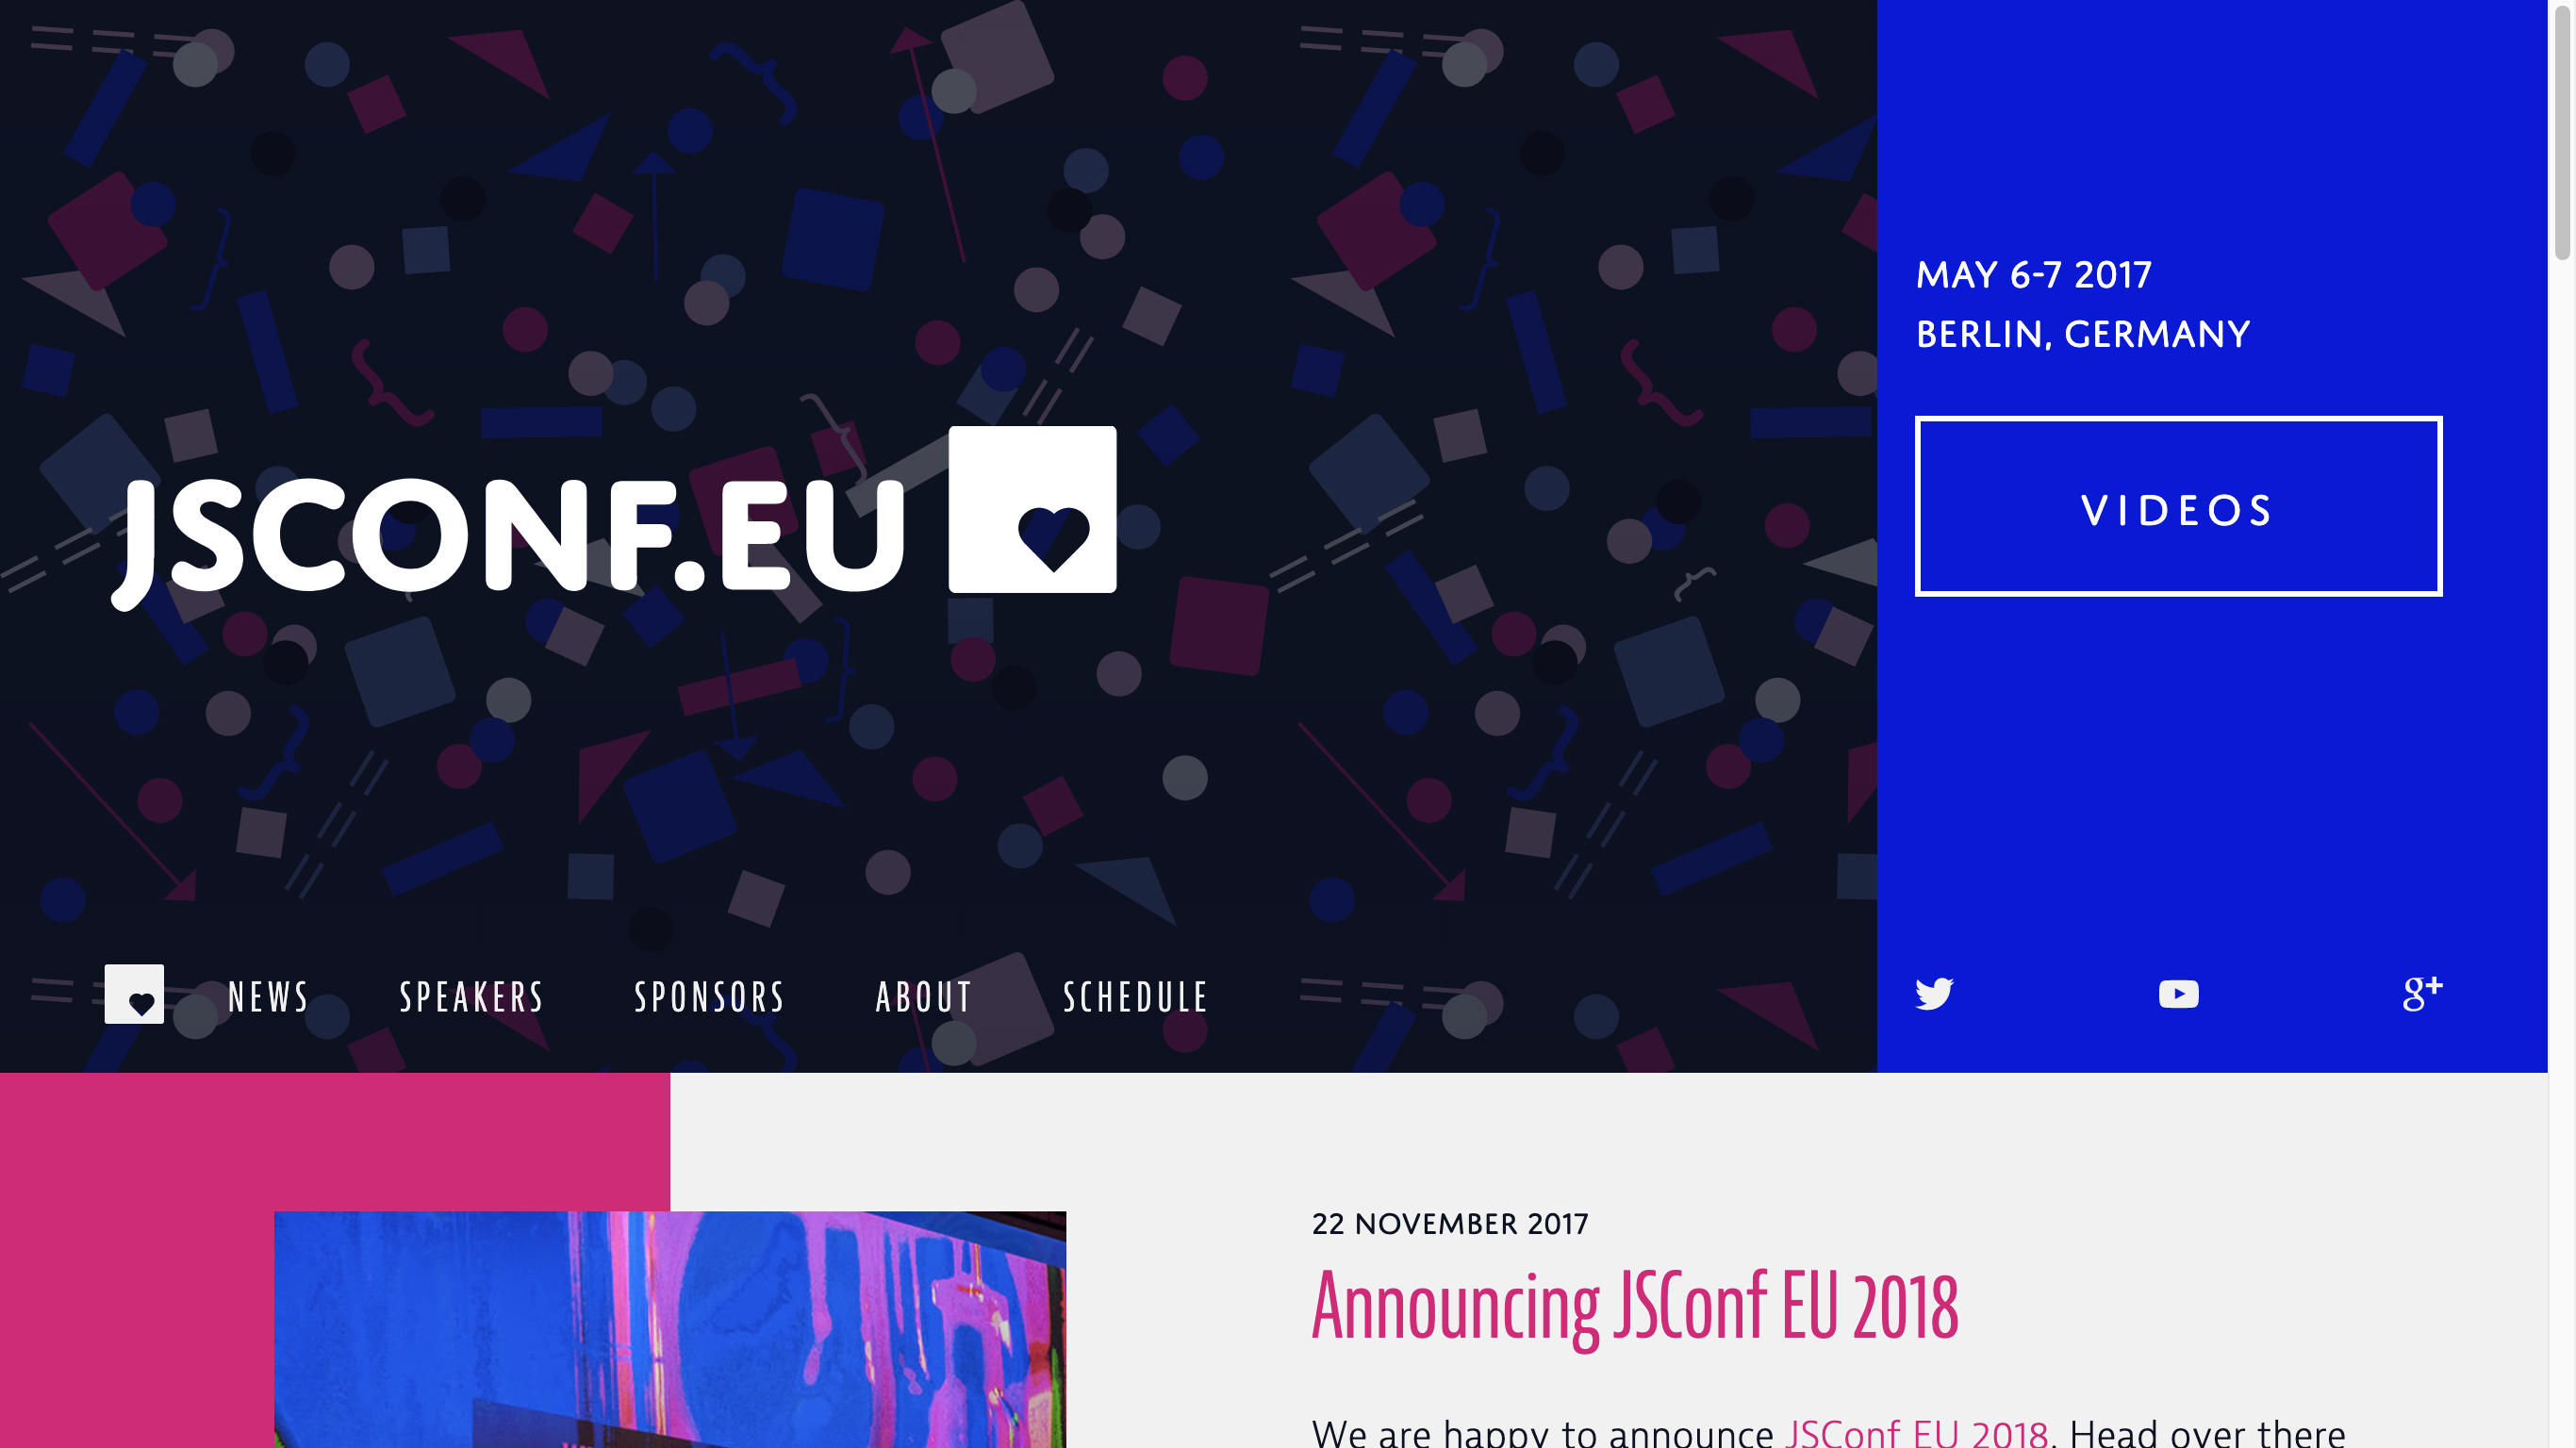 MAY 6-7 2017
BERLIN, GERMANY
JSCONF.EU
VIDEOS
NEWS SPEAKERS SPONSORS ABOUT SCHEDULE
g+
22 NOVEMBER 2017
Announcing JSConf EU 2018
We are happy to announce JSConf EU 2018. Head over there